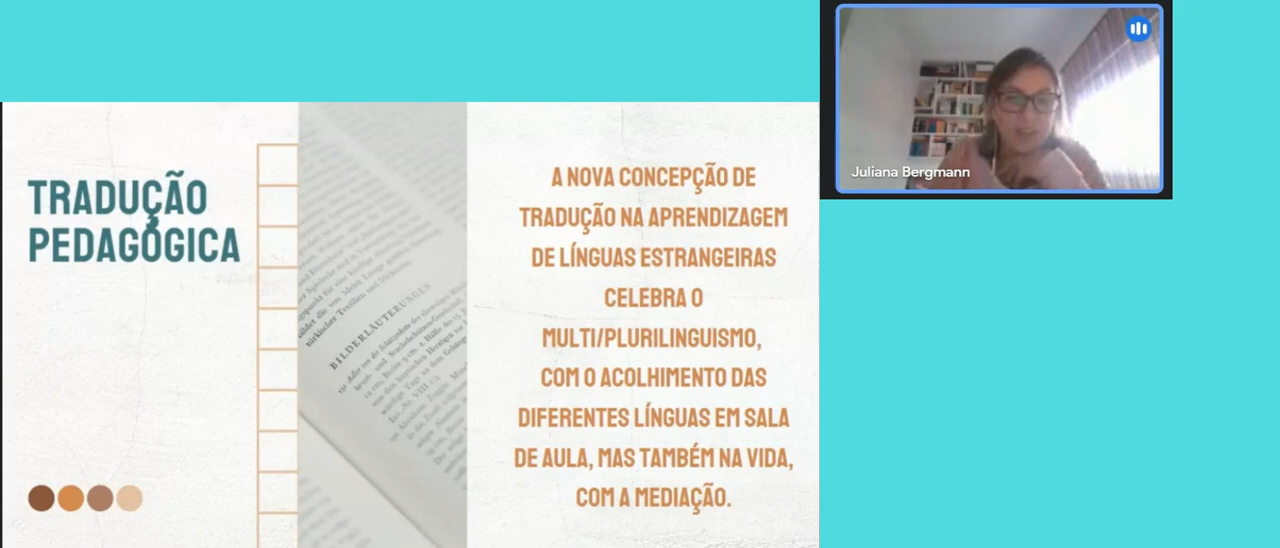 TRADUÇÃO
PEDAGÓGICA
BILDERLÄUTERUNGEN
A NOVA CONCEPÇÃO DE
TRADUÇÃO NA APRENDIZAGEM
DE LÍNGUAS ESTRANGEIRAS
CELEBRA O
MULTI/PLURILINGUISMO,
COM O ACOLHIMENTO DAS
DIFERENTES LÍNGUAS EM SALA
DE AULA, MAS TAMBÉM NA VIDA,
COM A MEDIAÇÃO.
Juliana Bergmann